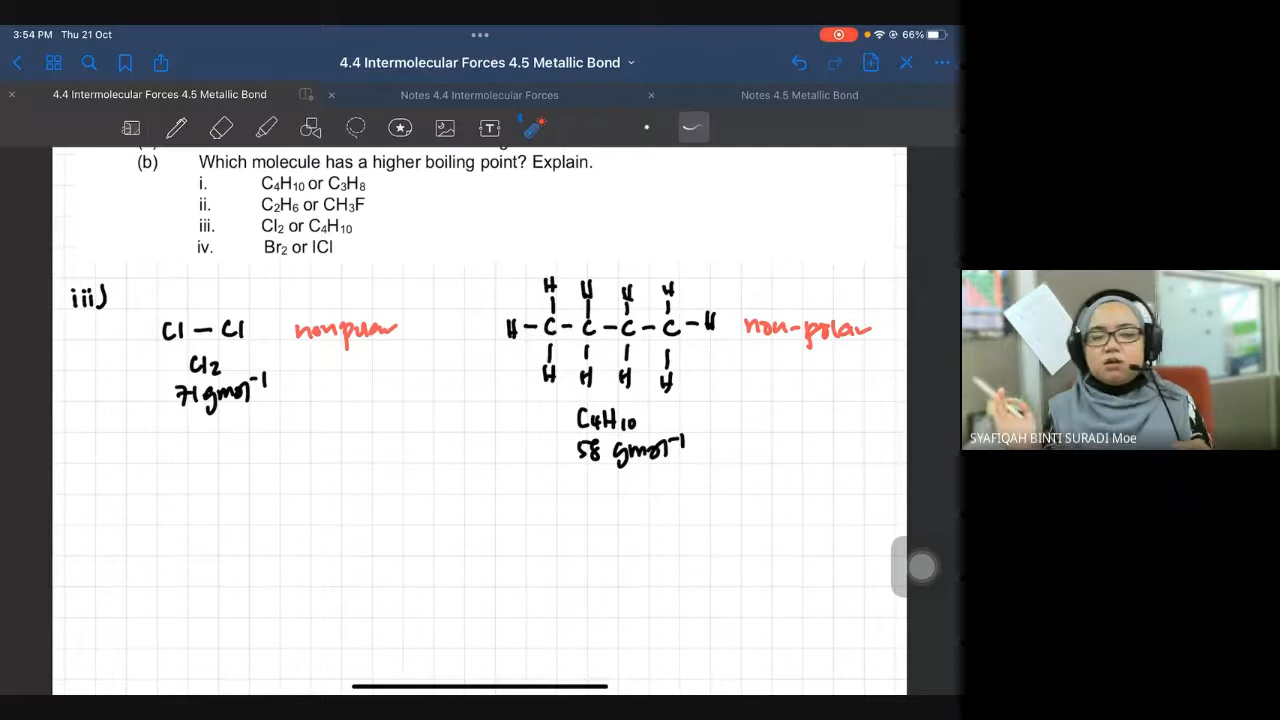 3:54 PM Thu 21 Oct
66%
4.4 Intermolecular Forces 4.5 Metallic Bond
4.4 Intermolecular Forces 4.5 Metallic Bond
Notes 4.4 Intermolecular Forces
Notes 4.5 Metallic Bond
(b) Which molecule has a higher boiling point? Explain.
i. C₄H₁₀ or C₃H₈
ii. C₂H₆ or CH₃F
iii. Cl₂ or C₄H₁₀
iv. Br₂ or ICl
iii)
H H H H
Cl – Cl nonpolar H – C – C – C – C – H non-polar
H H H H
Cl₂
71 gmol⁻¹
C₄H₁₀
58 gmol⁻¹
SYAFIQAH BINTI SURADI Moe